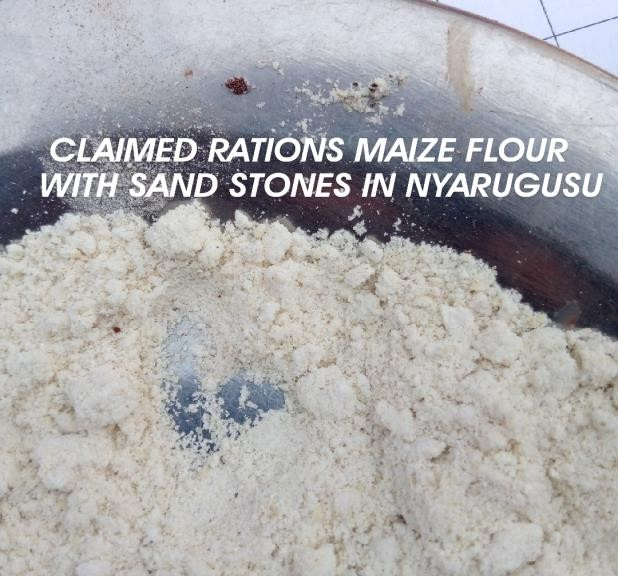 CLAIMED RATIONS MAIZE FLOUR
WITH SAND STONES IN NYARUGUSU